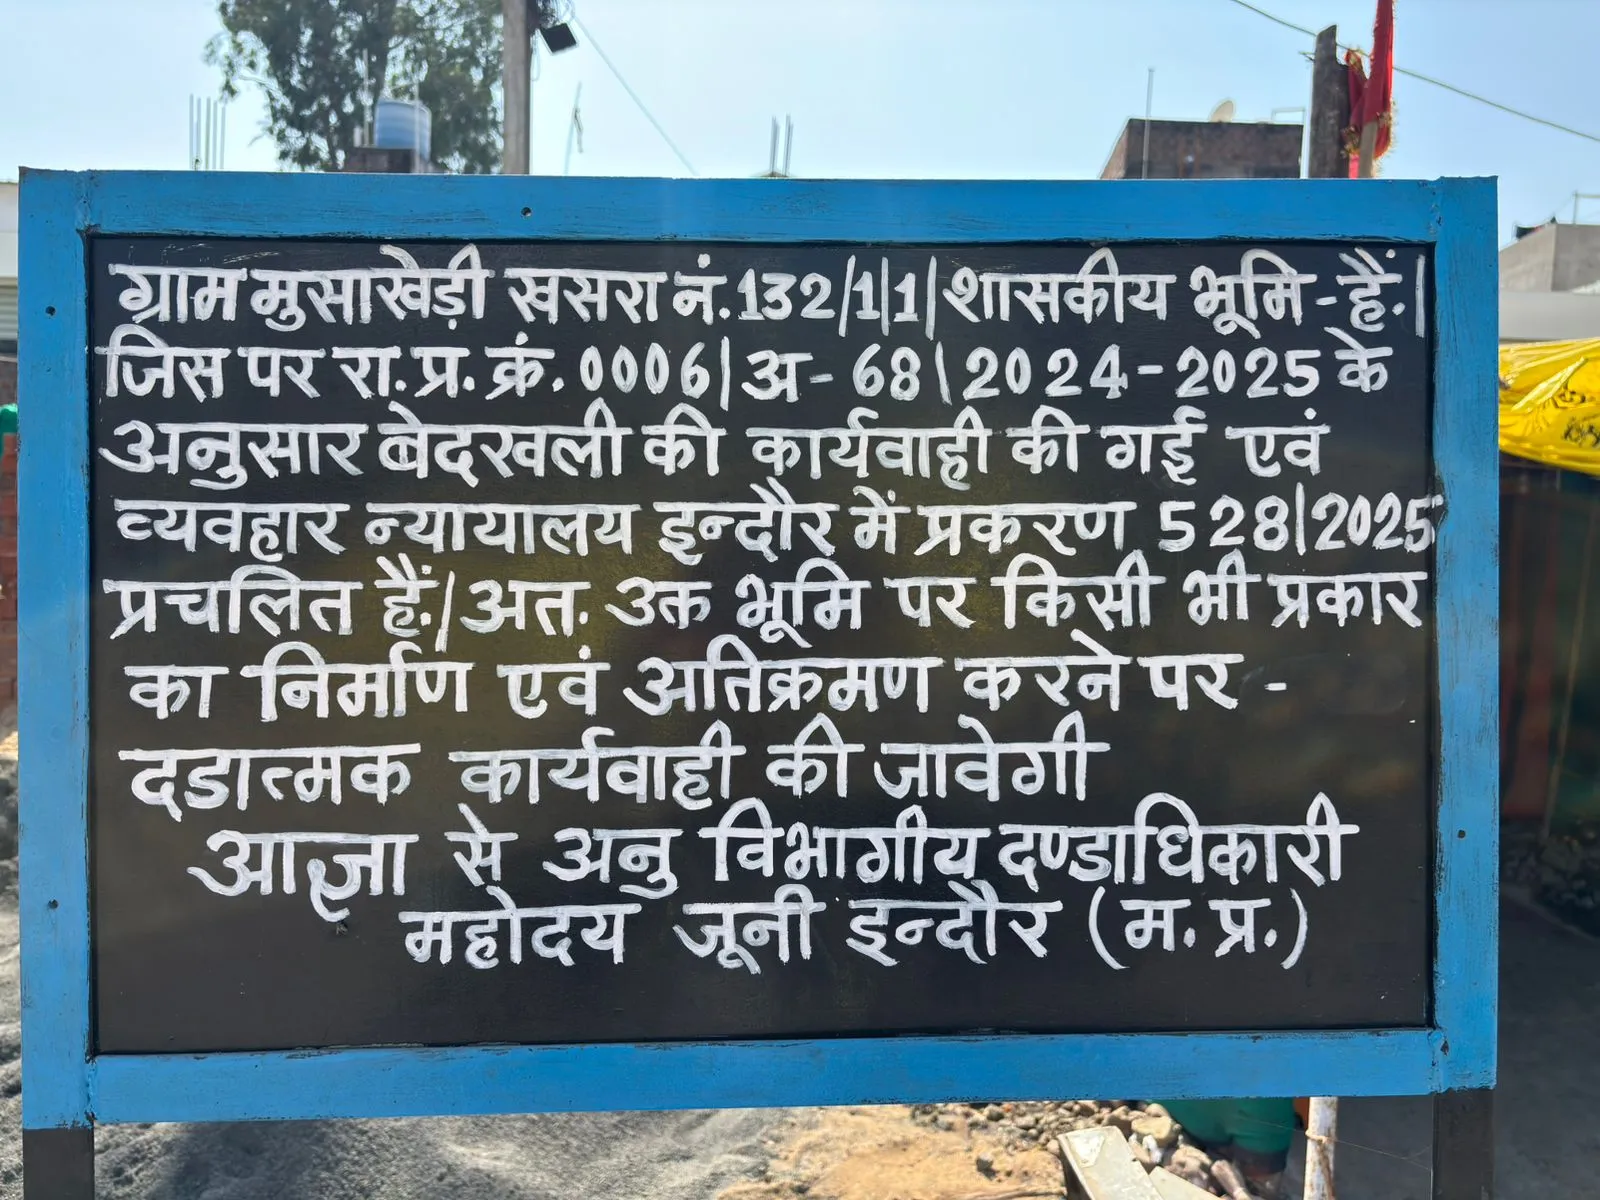 ग्राम मुसाखेड़ी खसरा नं. 132/1/1/ शासकीय भूमि - हैं.|
जिस पर रा. प्र. क्रं. 0006/अ - 68\2024-2025 के
अनुसार बेदखली की कार्यवाही की गई एवं
व्यवहार न्यायालय इन्दौर में प्रकरण 528/2025
प्रचलित हैं./अत. उक्त भूमि पर किसी भी प्रकार
का निर्माण एवं अतिक्रमण करने पर -
दडात्मक कार्यवाही की जावेगी
आज्ञा से अनु विभागीय दण्डाधिकारी
महोदय जूनी इन्दौर (म. प्र.)